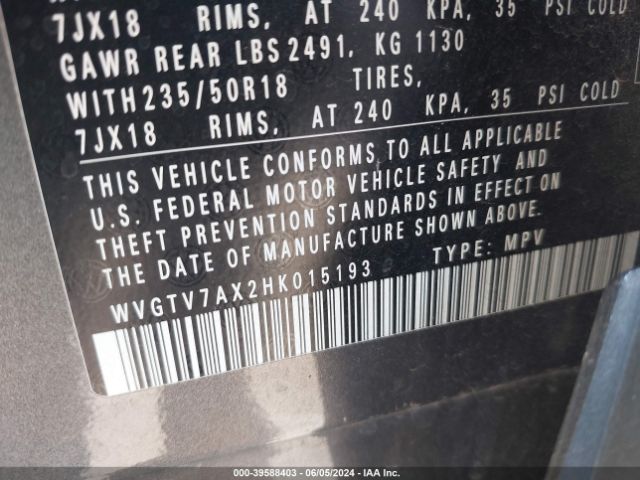 7JX18 RIMS, AT 240 KPA, 35 PSI COLD
GAWR REAR LBS 2491, KG 1130
WITH 235/50R18 TIRES,
7JX18 RIMS, AT 240 KPA, 35 PSI COLD
THIS VEHICLE CONFORMS TO ALL APPLICABLE
U.S. FEDERAL MOTOR VEHICLE SAFETY AND
THEFT PREVENTION STANDARDS IN EFFECT ON
THE DATE OF MANUFACTURE SHOWN ABOVE.
WVGTV7AX2HK015193 TYPE: MPV
000-39588403 - 06/05/2024 - IAA Inc.